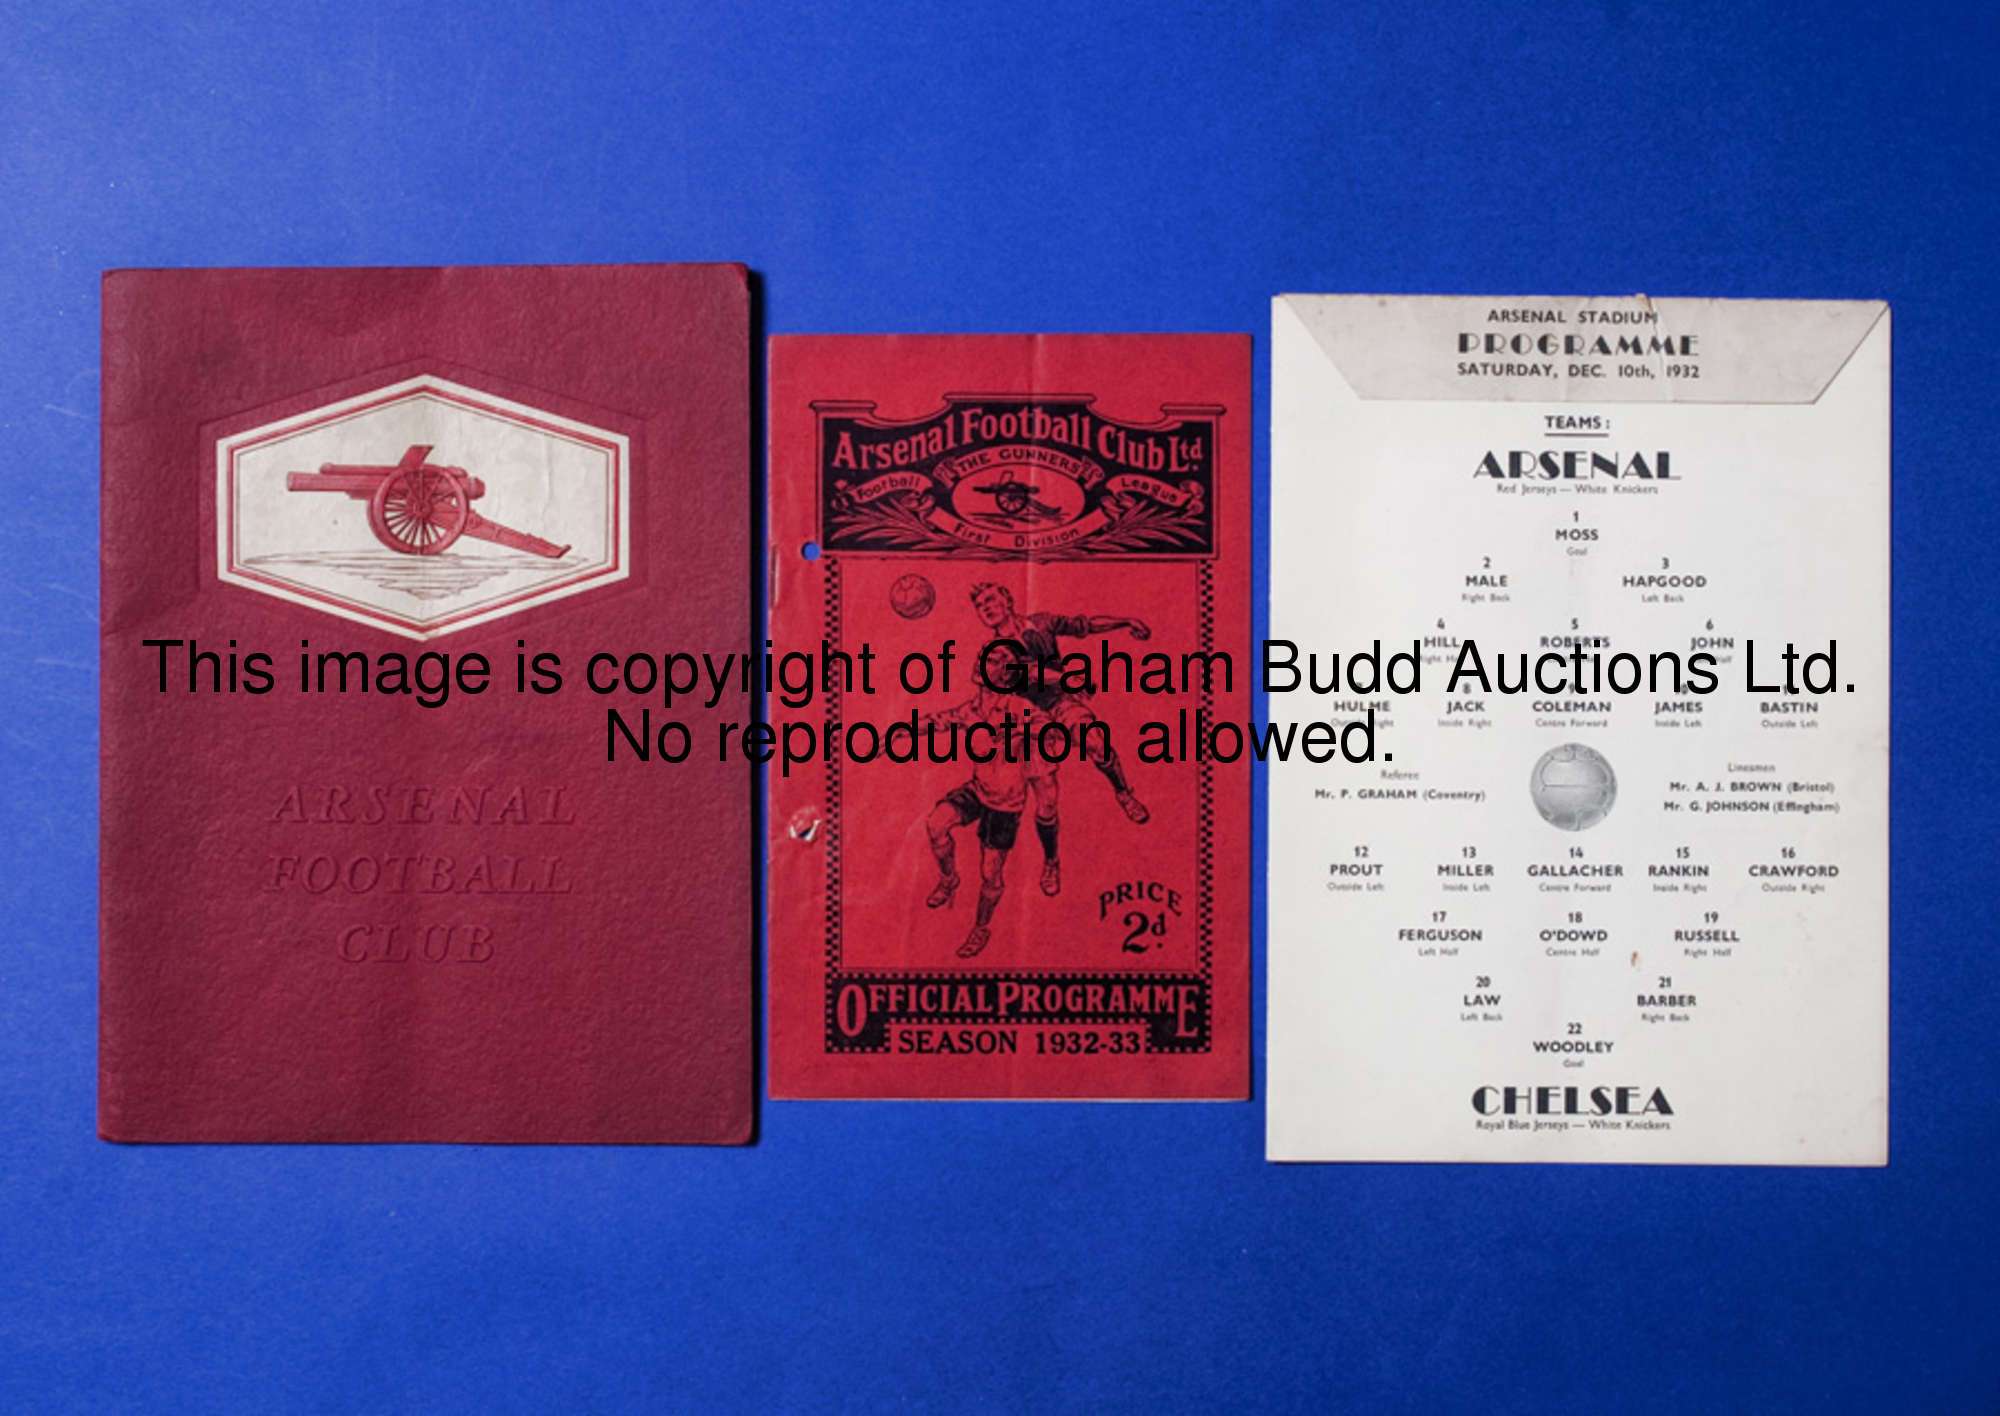 ARSENAL
FOOTBALL
CLUB
Arsenal Football Club Ltd.
THE GUNNERS
Football League
First Division
PRICE
2d.
OFFICIAL PROGRAMME
SEASON 1932-33
ARSENAL STADIUM
PROGRAMME
SATURDAY, DEC. 10th, 1932
TEAMS:
ARSENAL
Red Jerseys — White Knickers
1
MOSS
Goal
2 3
MALE HAPGOOD
Right Back Left Back
4 5 6
HILL ROBERTS JOHN
8
HULME JACK COLEMAN JAMES BASTIN
Outside Right Inside Right Centre Forward Inside Left Outside Left
Referee
Mr. P. GRAHAM (Coventry)
Linesmen
Mr. A. J. BROWN (Bristol)
Mr. G. JOHNSON (Effingham)
12 13 14 15 16
PROUT MILLER GALLACHER RANKIN CRAWFORD
Outside Left Inside Left Centre Forward Inside Right Outside Right
17 18 19
FERGUSON O'DOWD RUSSELL
Left Half Centre Half Right Half
20 21
LAW BARBER
Left Back Right Back
22
WOODLEY
Goal
CHELSEA
Royal Blue Jerseys — White Knickers
This image is copyright of Graham Budd Auctions Ltd.
No reproduction allowed.